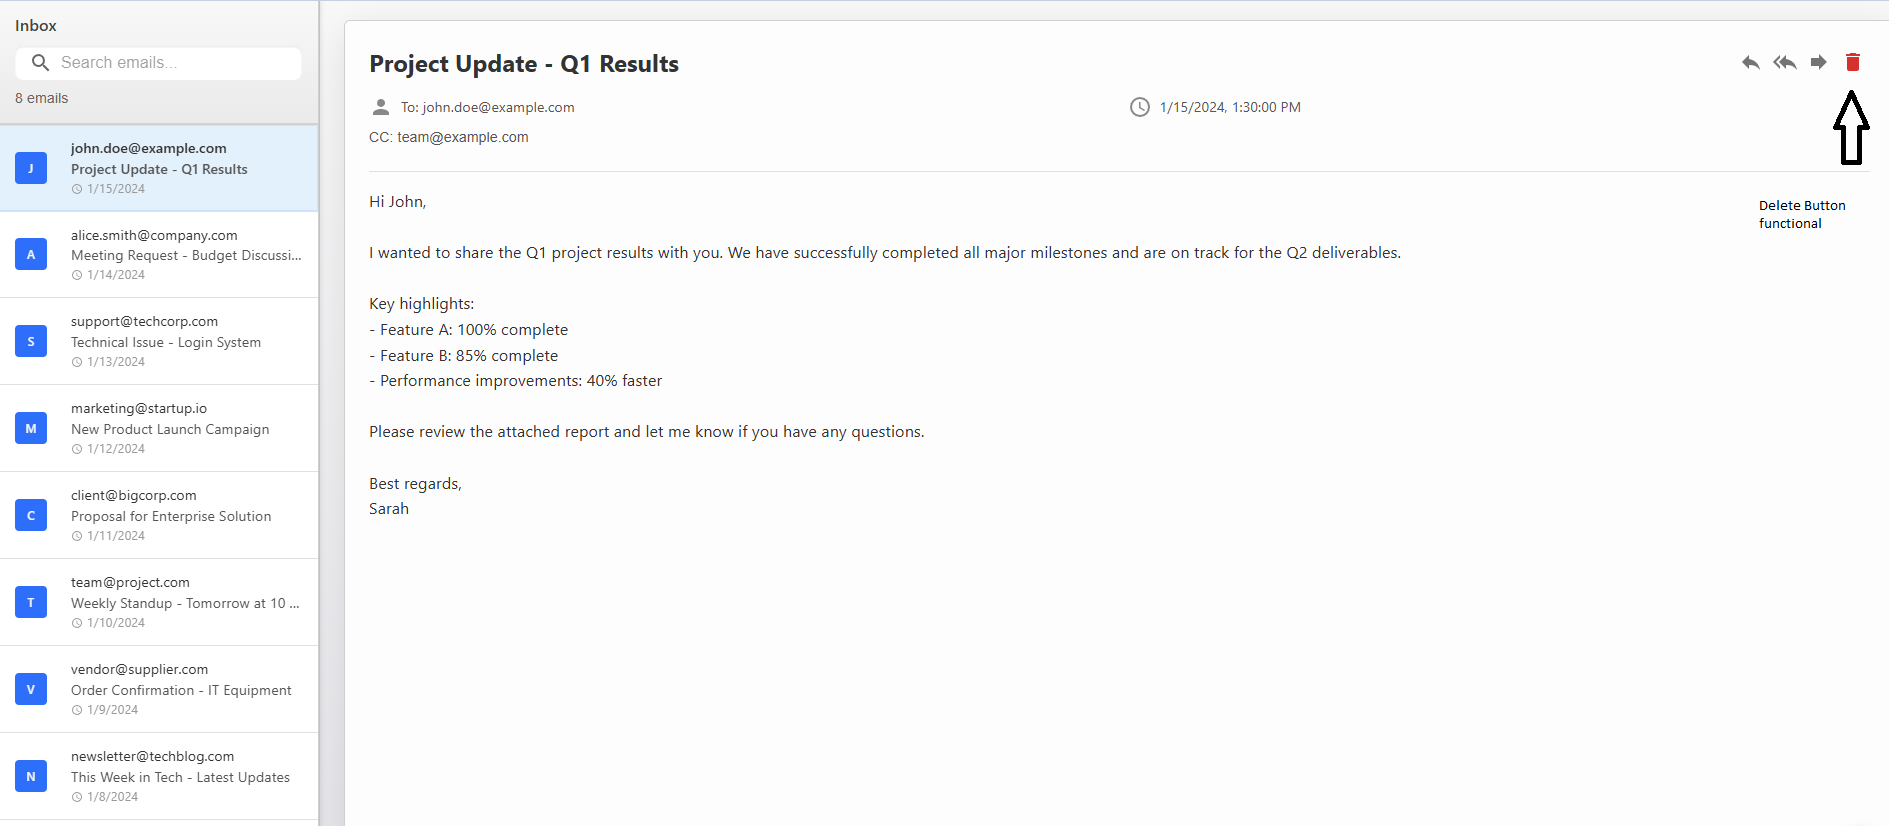 Inbox
Search emails...
8 emails
J
john.doe@example.com
Project Update - Q1 Results
1/15/2024
A
alice.smith@company.com
Meeting Request - Budget Discussi...
1/14/2024
S
support@techcorp.com
Technical Issue - Login System
1/13/2024
M
marketing@startup.io
New Product Launch Campaign
1/12/2024
C
client@bigcorp.com
Proposal for Enterprise Solution
1/11/2024
T
team@project.com
Weekly Standup - Tomorrow at 10 ...
1/10/2024
V
vendor@supplier.com
Order Confirmation - IT Equipment
1/9/2024
N
newsletter@techblog.com
This Week in Tech - Latest Updates
1/8/2024
Project Update - Q1 Results
To: john.doe@example.com
1/15/2024, 1:30:00 PM
CC: team@example.com
Delete Button
functional
Hi John,
I wanted to share the Q1 project results with you. We have successfully completed all major milestones and are on track for the Q2 deliverables.
Key highlights:
- Feature A: 100% complete
- Feature B: 85% complete
- Performance improvements: 40% faster
Please review the attached report and let me know if you have any questions.
Best regards,
Sarah